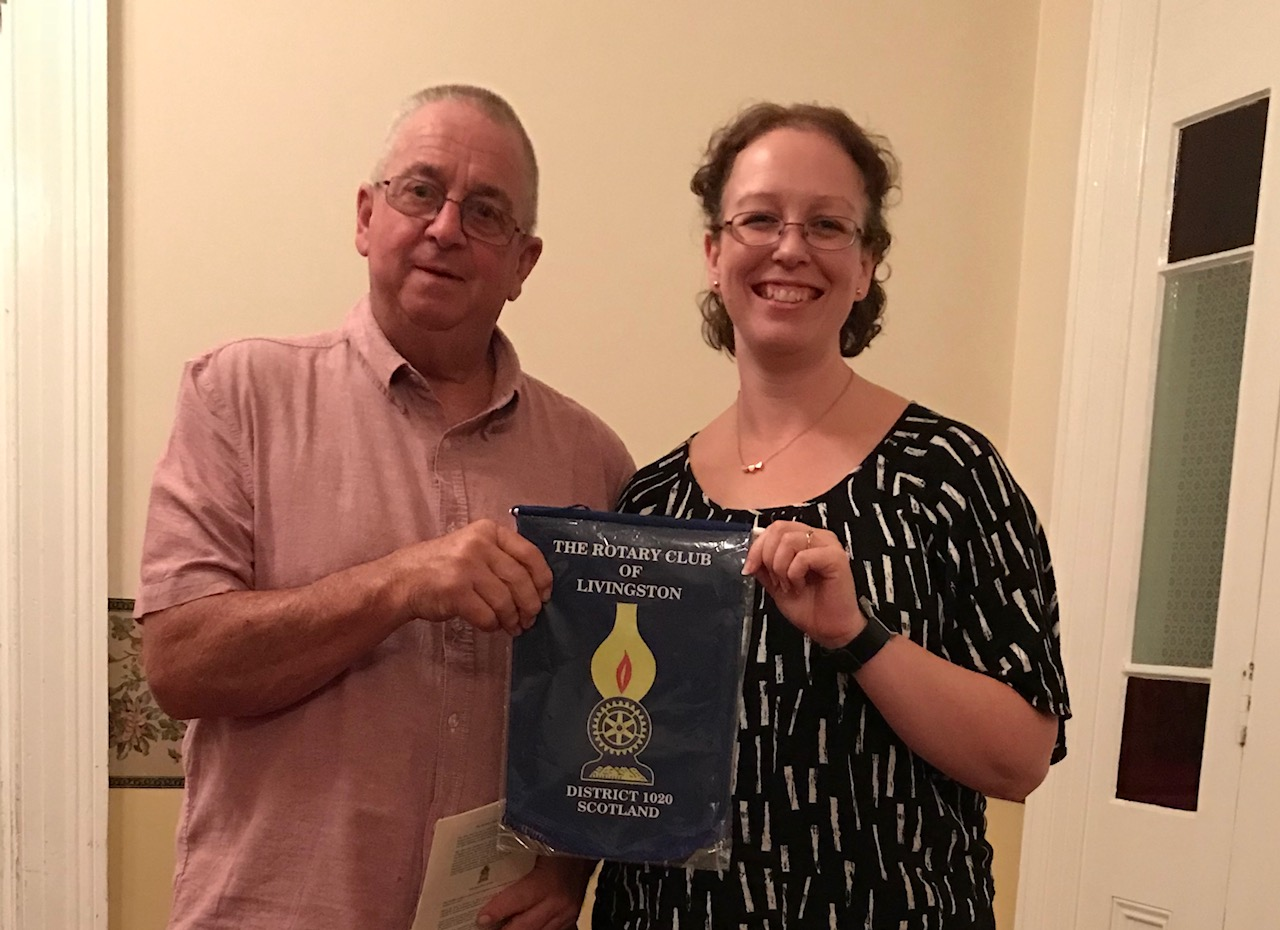 THE ROTARY CLUB
OF
LIVINGSTON
DISTRICT 1020
SCOTLAND